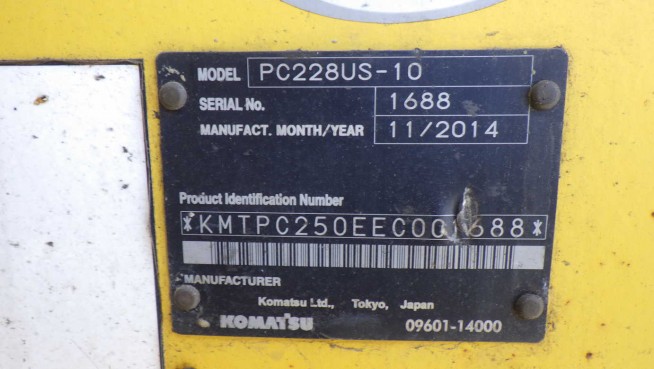 MODEL PC228US-10
SERIAL No. 1688
MANUFACT. MONTH/YEAR 11/2014
Product Identification Number
*KMTPC250EEC001688*
MANUFACTURER
Komatsu Ltd., Tokyo, Japan
KOMATSU 09601-14000